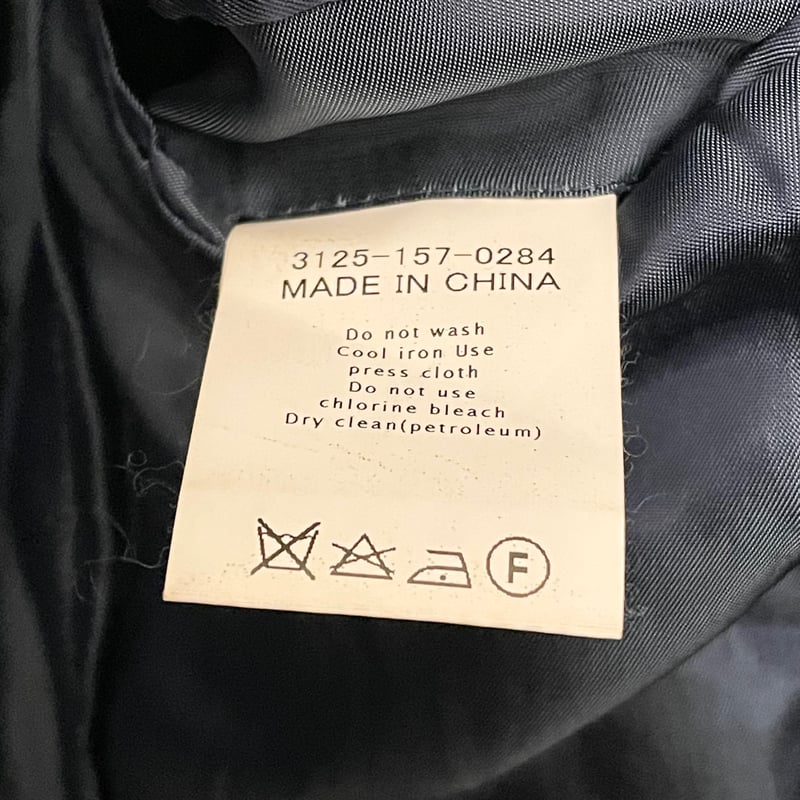 3125-157-0284
MADE IN CHINA
Do not wash
Cool iron Use
press cloth
Do not use
chlorine bleach
Dry clean(petroleum)
F